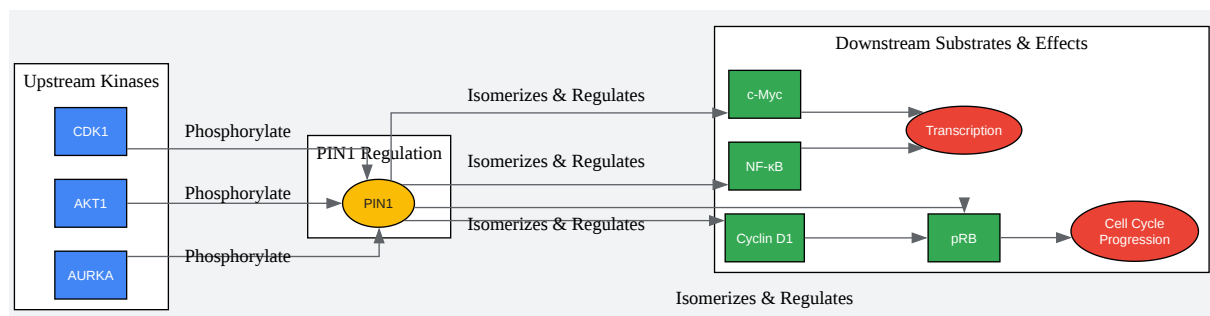 Upstream Kinases
CDK1
AKT1
AURKA
Phosphorylate
Phosphorylate
Phosphorylate
PIN1 Regulation
PIN1
Isomerizes & Regulates
Isomerizes & Regulates
Isomerizes & Regulates
Isomerizes & Regulates
Downstream Substrates & Effects
c-Myc
NF-κB
Transcription
Cyclin D1
pRB
Cell Cycle
Progression